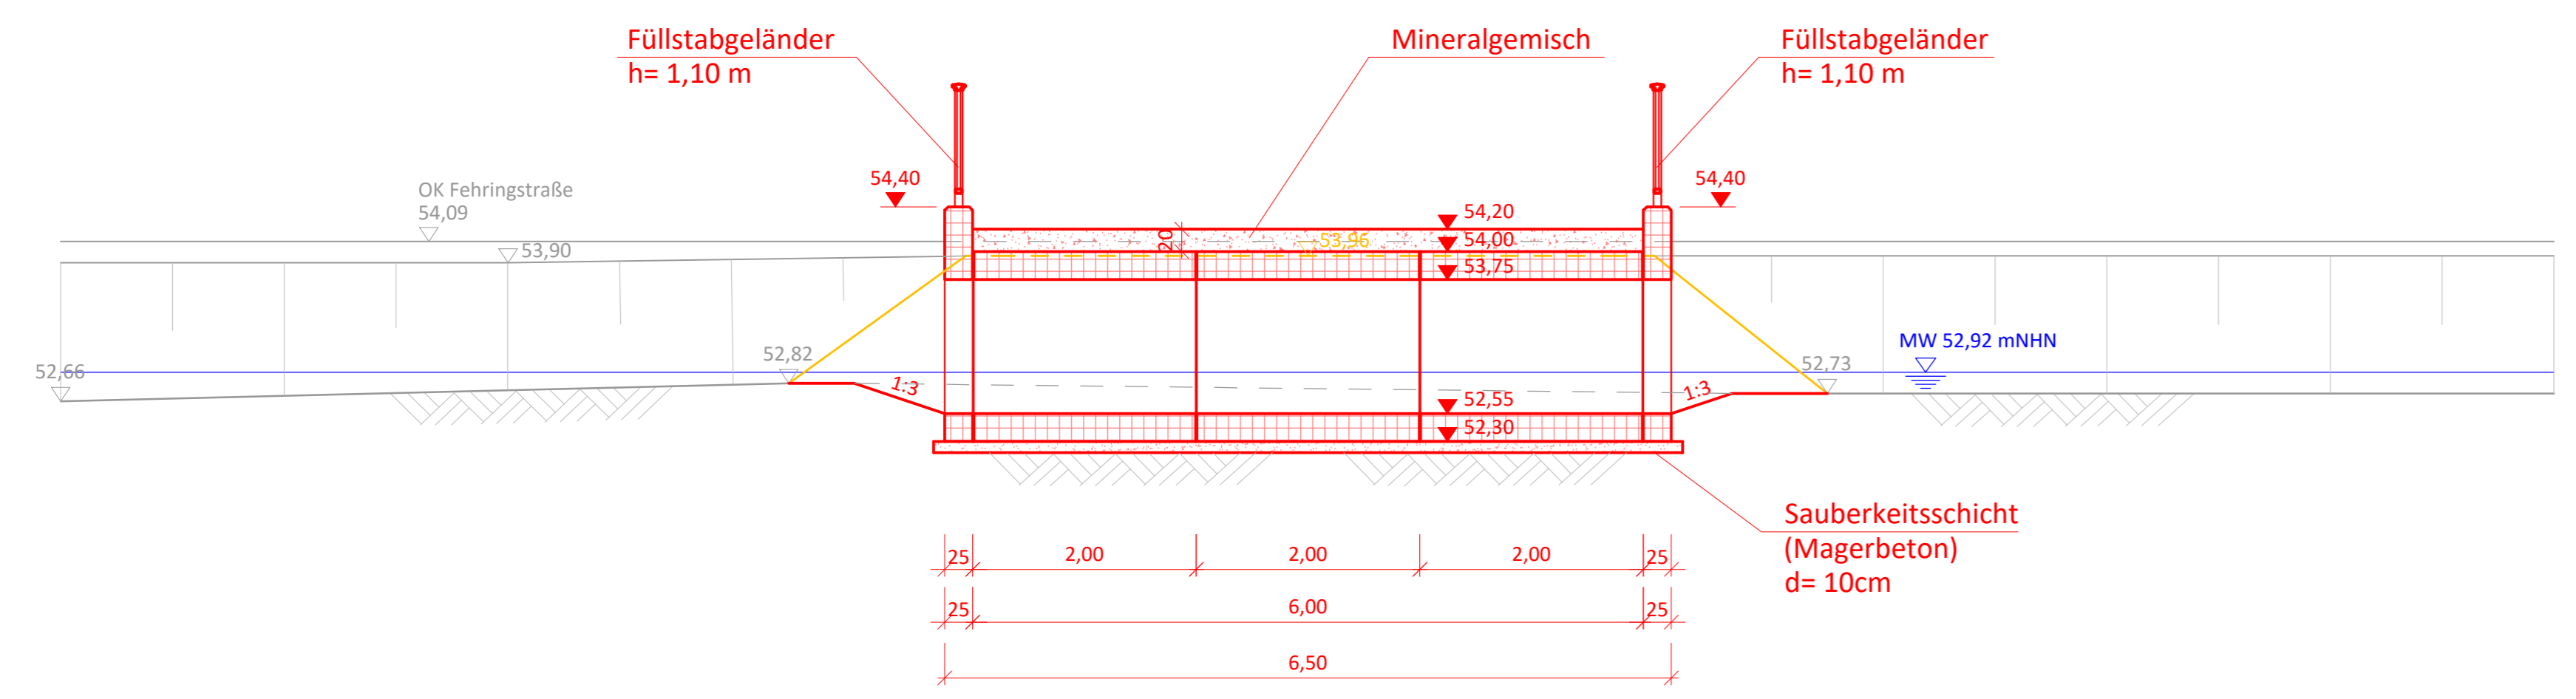 Füllstabgeländer
h= 1,10 m
Mineralgemisch
Füllstabgeländer
h= 1,10 m
54,40
54,40
OK Fehringstraße
54,09
53,90
54,20
20
53,96
54,00
53,75
MW 52,92 mNHN
52,66
52,82
52,73
1:3
1:3
52,55
52,30
Sauberkeitsschicht
(Magerbeton)
d= 10cm
25
2,00
2,00
2,00
25
25
6,00
25
6,50